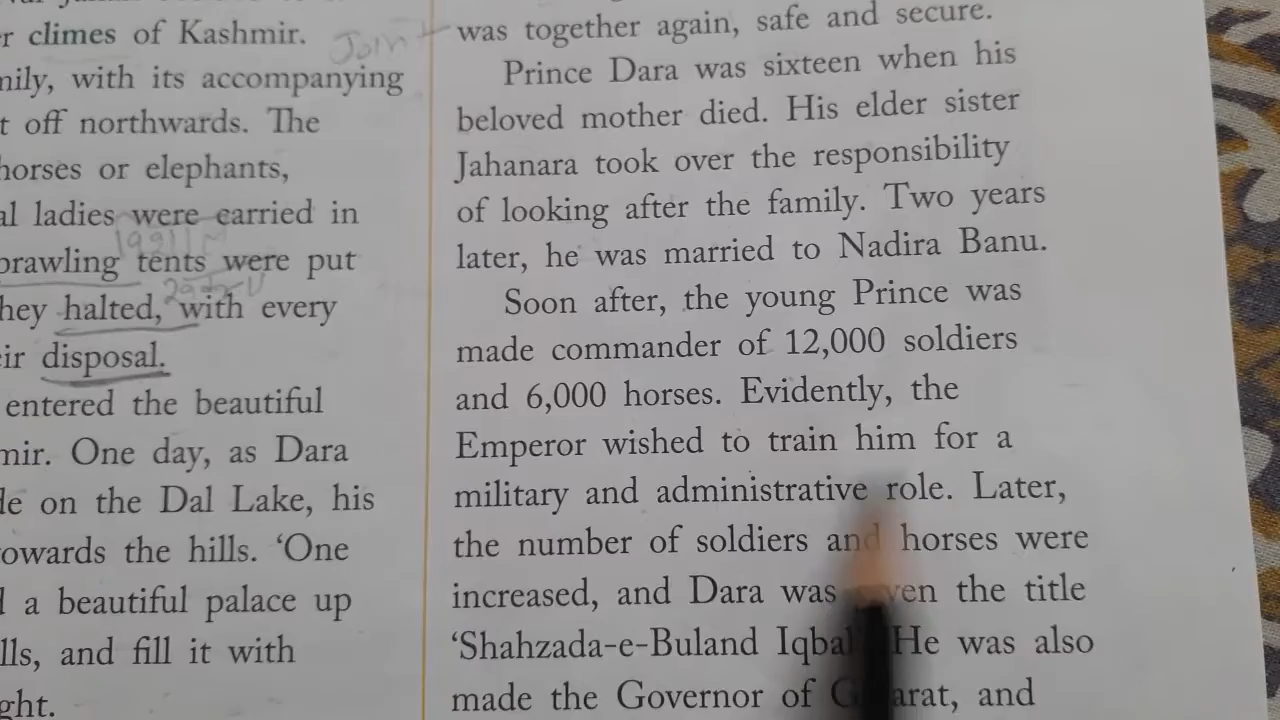 r climes of Kashmir.
nily, with its accompanying
t off northwards. The
horses or elephants,
al ladies were carried in
prawling tents were put
hey halted, with every
eir disposal.
entered the beautiful
mir. One day, as Dara
de on the Dal Lake, his
owards the hills. ‘One
d a beautiful palace up
lls, and fill it with
ght.
Join
was together again, safe and secure.
Prince Dara was sixteen when his
beloved mother died. His elder sister
Jahanara took over the responsibility
of looking after the family. Two years
later, he was married to Nadira Banu.
Soon after, the young Prince was
made commander of 12,000 soldiers
and 6,000 horses. Evidently, the
Emperor wished to train him for a
military and administrative role. Later,
the number of soldiers and horses were
increased, and Dara was given the title
‘Shahzada-e-Buland Iqbal’. He was also
made the Governor of Gujarat, and